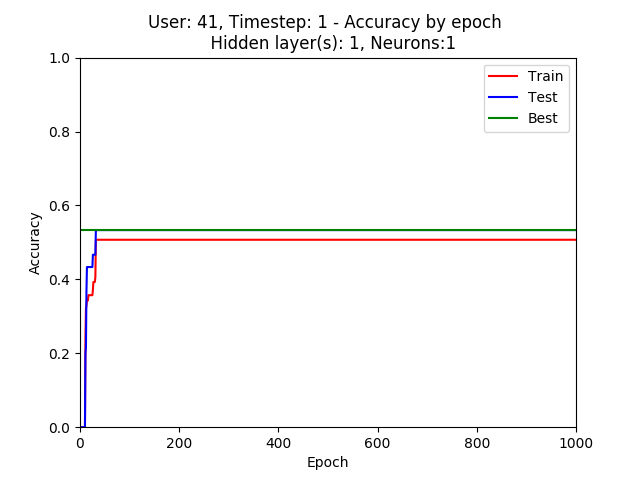 User: 41, Timestep: 1 - Accuracy by epoch
Hidden layer(s): 1, Neurons:1
1.0
Train
Test
Best
0.8
0.6
Accuracy
0.4
0.2
0.0
0 200 400 600 800 1000
Epoch